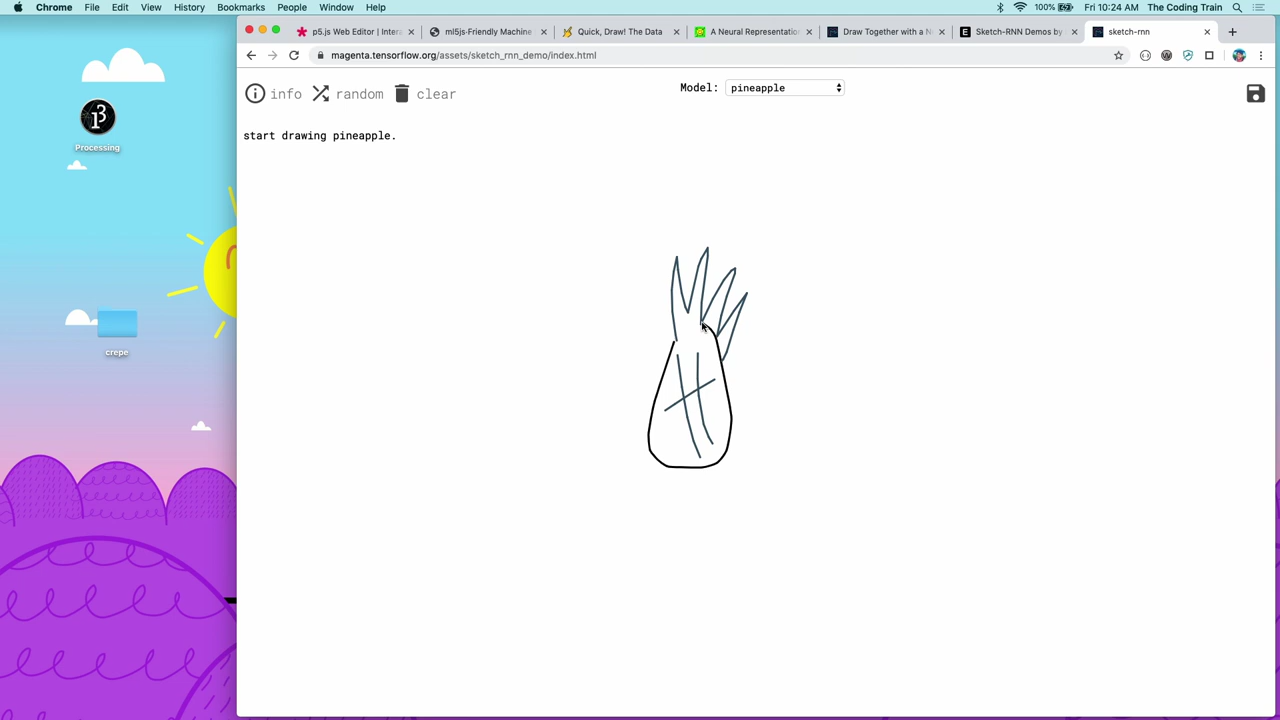 Chrome File Edit View History Bookmarks People Window Help 100% Fri 10:24 AM The Coding Train
p5.js Web Editor | Intera ml5js·Friendly Machine Quick, Draw! The Data A Neural Representation Draw Together with a N Sketch-RNN Demos by sketch-rnn
magenta.tensorflow.org/assets/sketch_rnn_demo/index.html
info random clear Model: pineapple
start drawing pineapple.
Processing
crepe